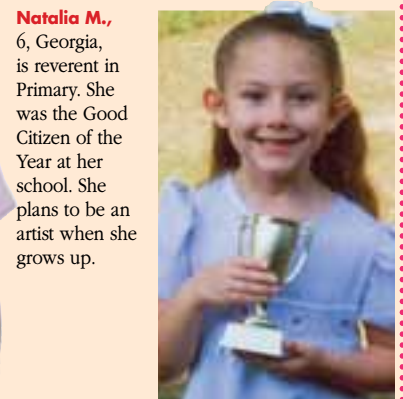 Natalia M.,
6, Georgia,
is reverent in
Primary. She
was the Good
Citizen of the
Year at her
school. She
plans to be an
artist when she
grows up.